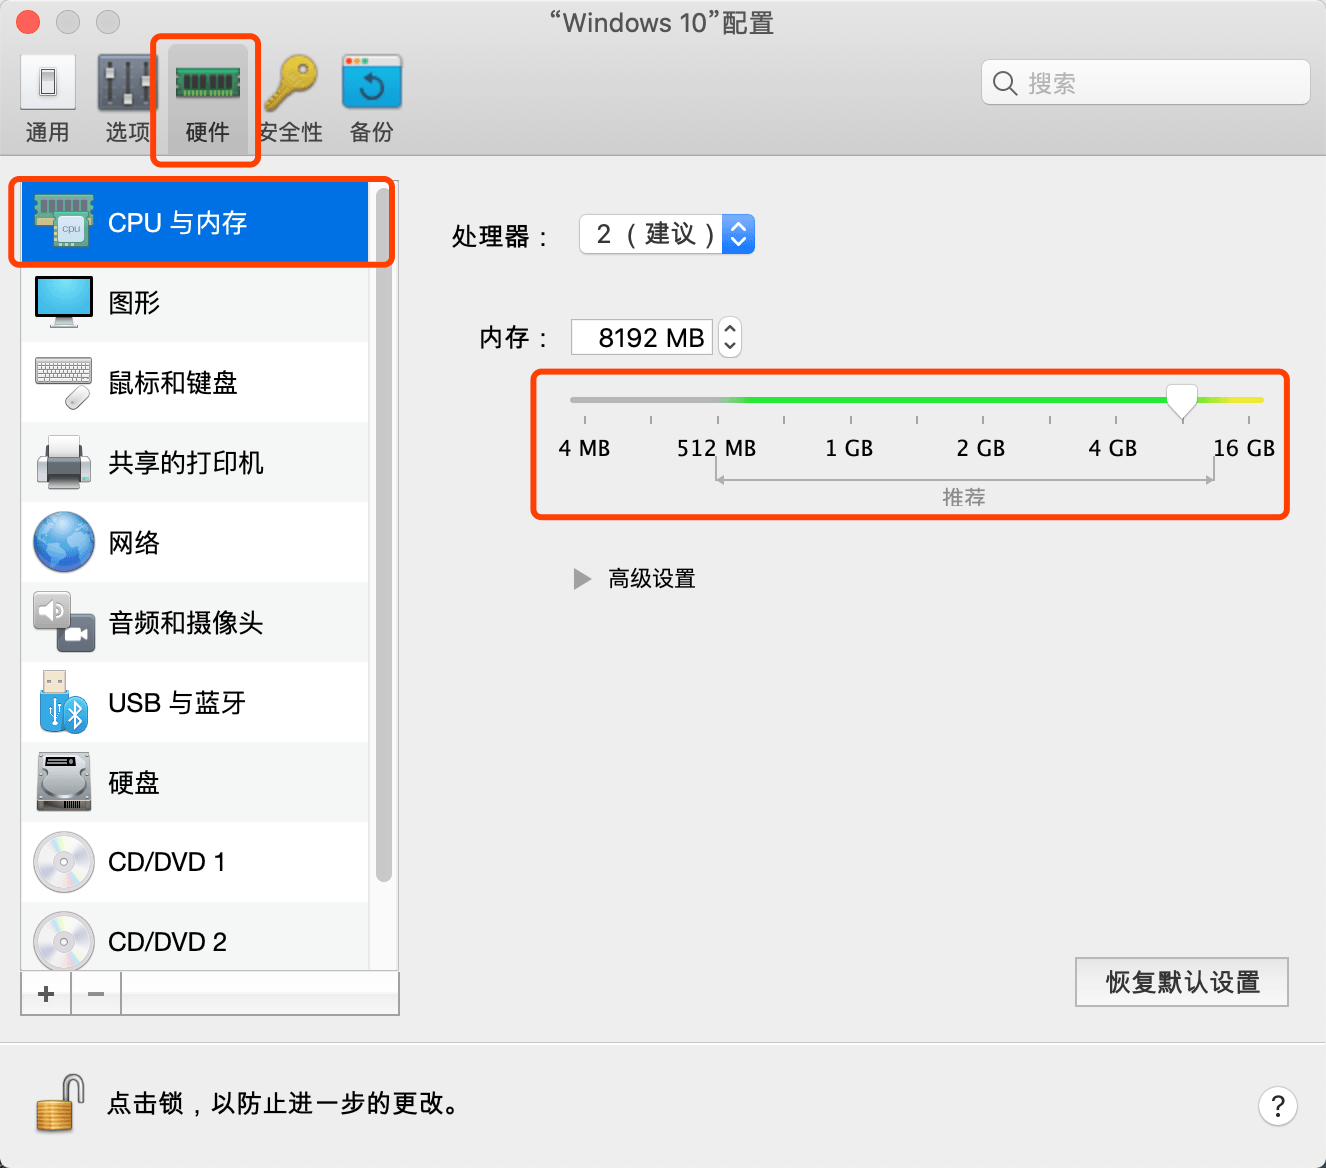 “Windows 10”配置
通用
选项
硬件
安全性
备份
搜索
CPU 与内存
cpu
图形
鼠标和键盘
共享的打印机
网络
音频和摄像头
USB 与蓝牙
硬盘
CD/DVD 1
CD/DVD 2
处理器：
2 （建议）
内存：
8192 MB
4 MB 512 MB 1 GB 2 GB 4 GB 16 GB
推荐
高级设置
恢复默认设置
点击锁，以防止进一步的更改。
?